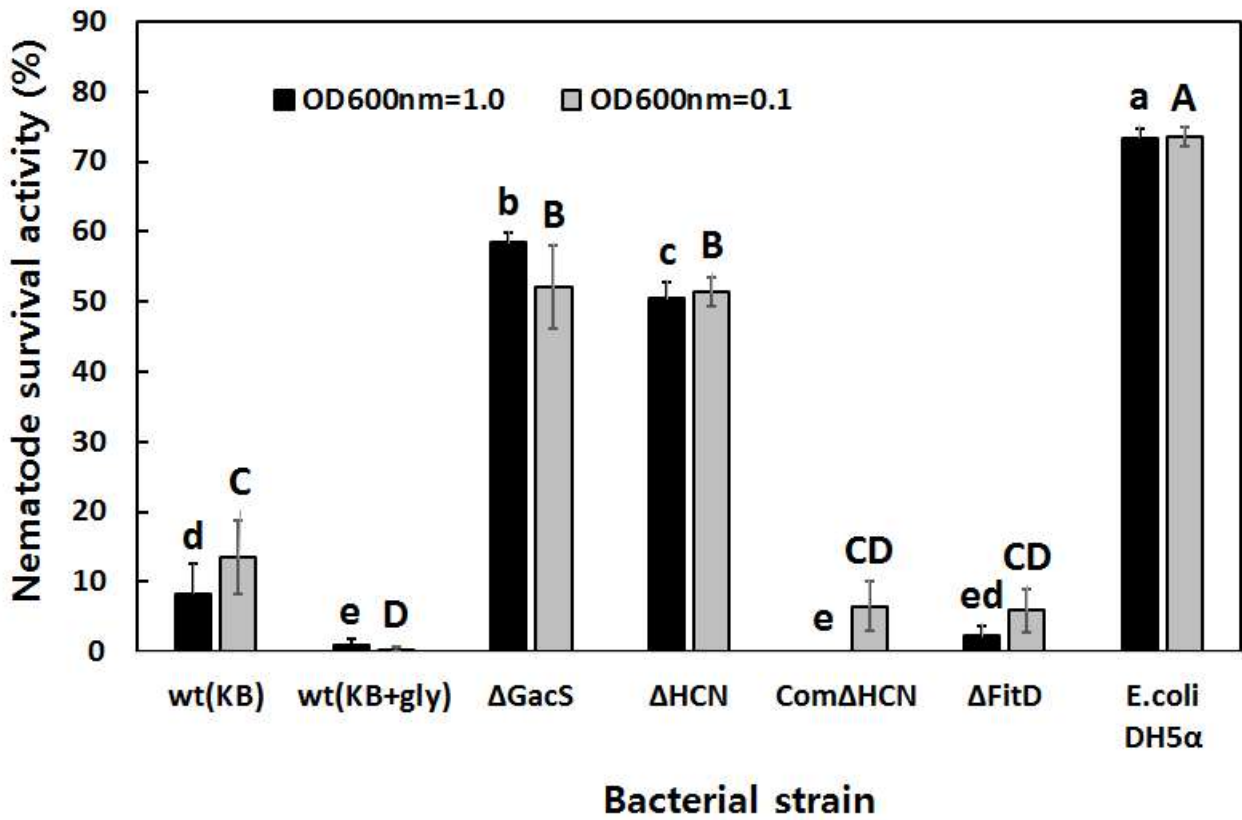 Nematode survival activity (%)
90
80
70
60
50
40
30
20
10
0
OD600nm=1.0 OD600nm=0.1
d C
e D
b B
c B
e CD
ed CD
a A
wt(KB) wt(KB+gly) ΔGacS ΔHCN ComΔHCN ΔFitD E.coli
DH5α
Bacterial strain